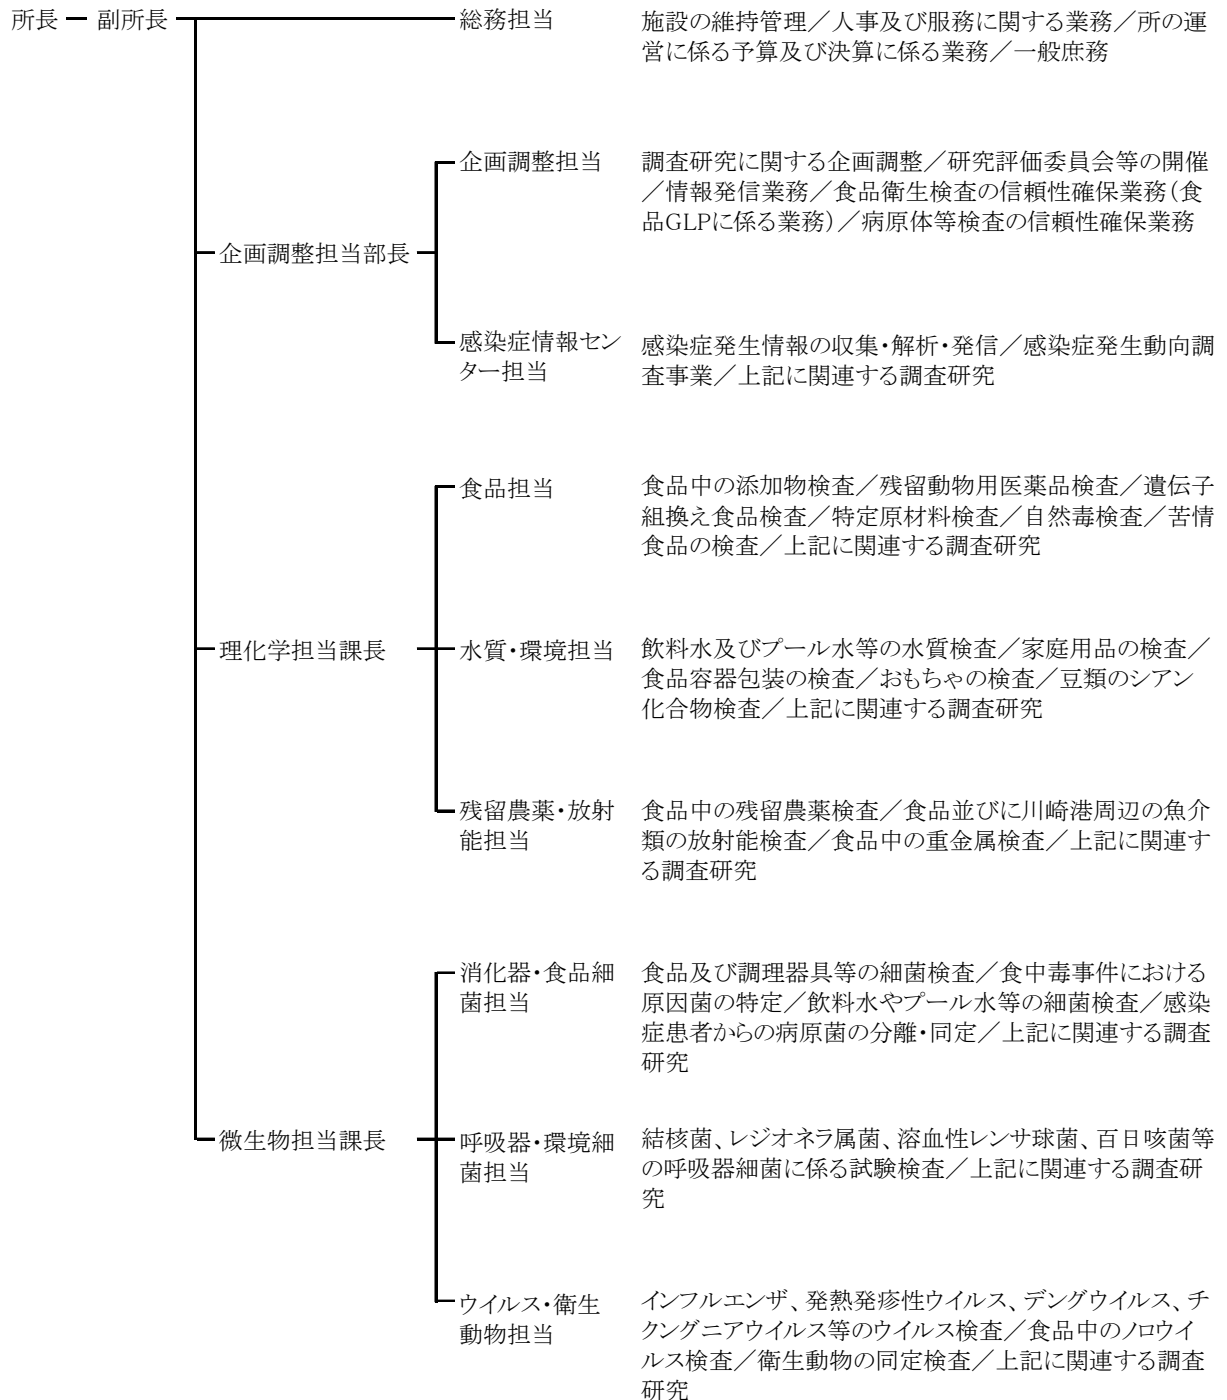 所長 副所長 総務担当 施設の維持管理／人事及び服務に関する業務／所の運
営に係る予算及び決算に係る業務／一般庶務
企画調整担当 調査研究に関する企画調整／研究評価委員会等の開催
／情報発信業務／食品衛生検査の信頼性確保業務（食
品GLPに係る業務）／病原体等検査の信頼性確保業務
企画調整担当部長
感染症情報セン
ター担当
感染症発生情報の収集・解析・発信／感染症発生動向調
査事業／上記に関連する調査研究
食品担当 食品中の添加物検査／残留動物用医薬品検査／遺伝子
組換え食品検査／特定原材料検査／自然毒検査／苦情
食品の検査／上記に関連する調査研究
理化学担当課長 水質・環境担当 飲料水及びプール水等の水質検査／家庭用品の検査／
食品容器包装の検査／おもちゃの検査／豆類のシアン
化合物検査／上記に関連する調査研究
残留農薬・放射
能担当
食品中の残留農薬検査／食品並びに川崎港周辺の魚介
類の放射能検査／食品中の重金属検査／上記に関連す
る調査研究
消化器・食品細
菌担当
食品及び調理器具等の細菌検査／食中毒事件における
原因菌の特定／飲料水やプール水等の細菌検査／感染
症患者からの病原菌の分離・同定／上記に関連する調査
研究
微生物担当課長
呼吸器・環境細
菌担当
結核菌、レジオネラ属菌、溶血性レンサ球菌、百日咳菌等
の呼吸器細菌に係る試験検査／上記に関連する調査研
究
ウイルス・衛生
動物担当
インフルエンザ、発熱発疹性ウイルス、デングウイルス、チ
クングニアウイルス等のウイルス検査／食品中のノロウイ
ルス検査／衛生動物の同定検査／上記に関連する調査
研究